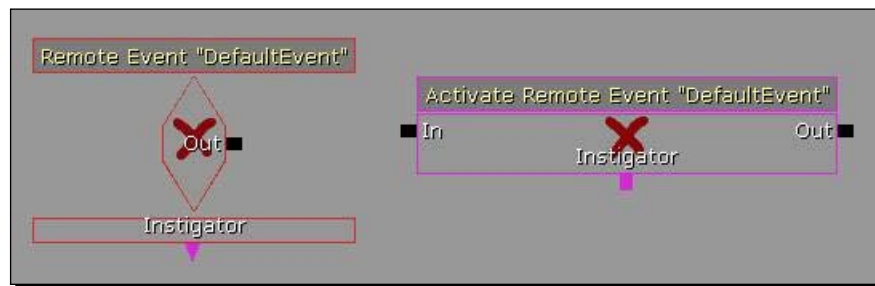 Remote Event "DefaultEvent"
Out
Instigator
Activate Remote Event "DefaultEvent"
In
Out
Instigator